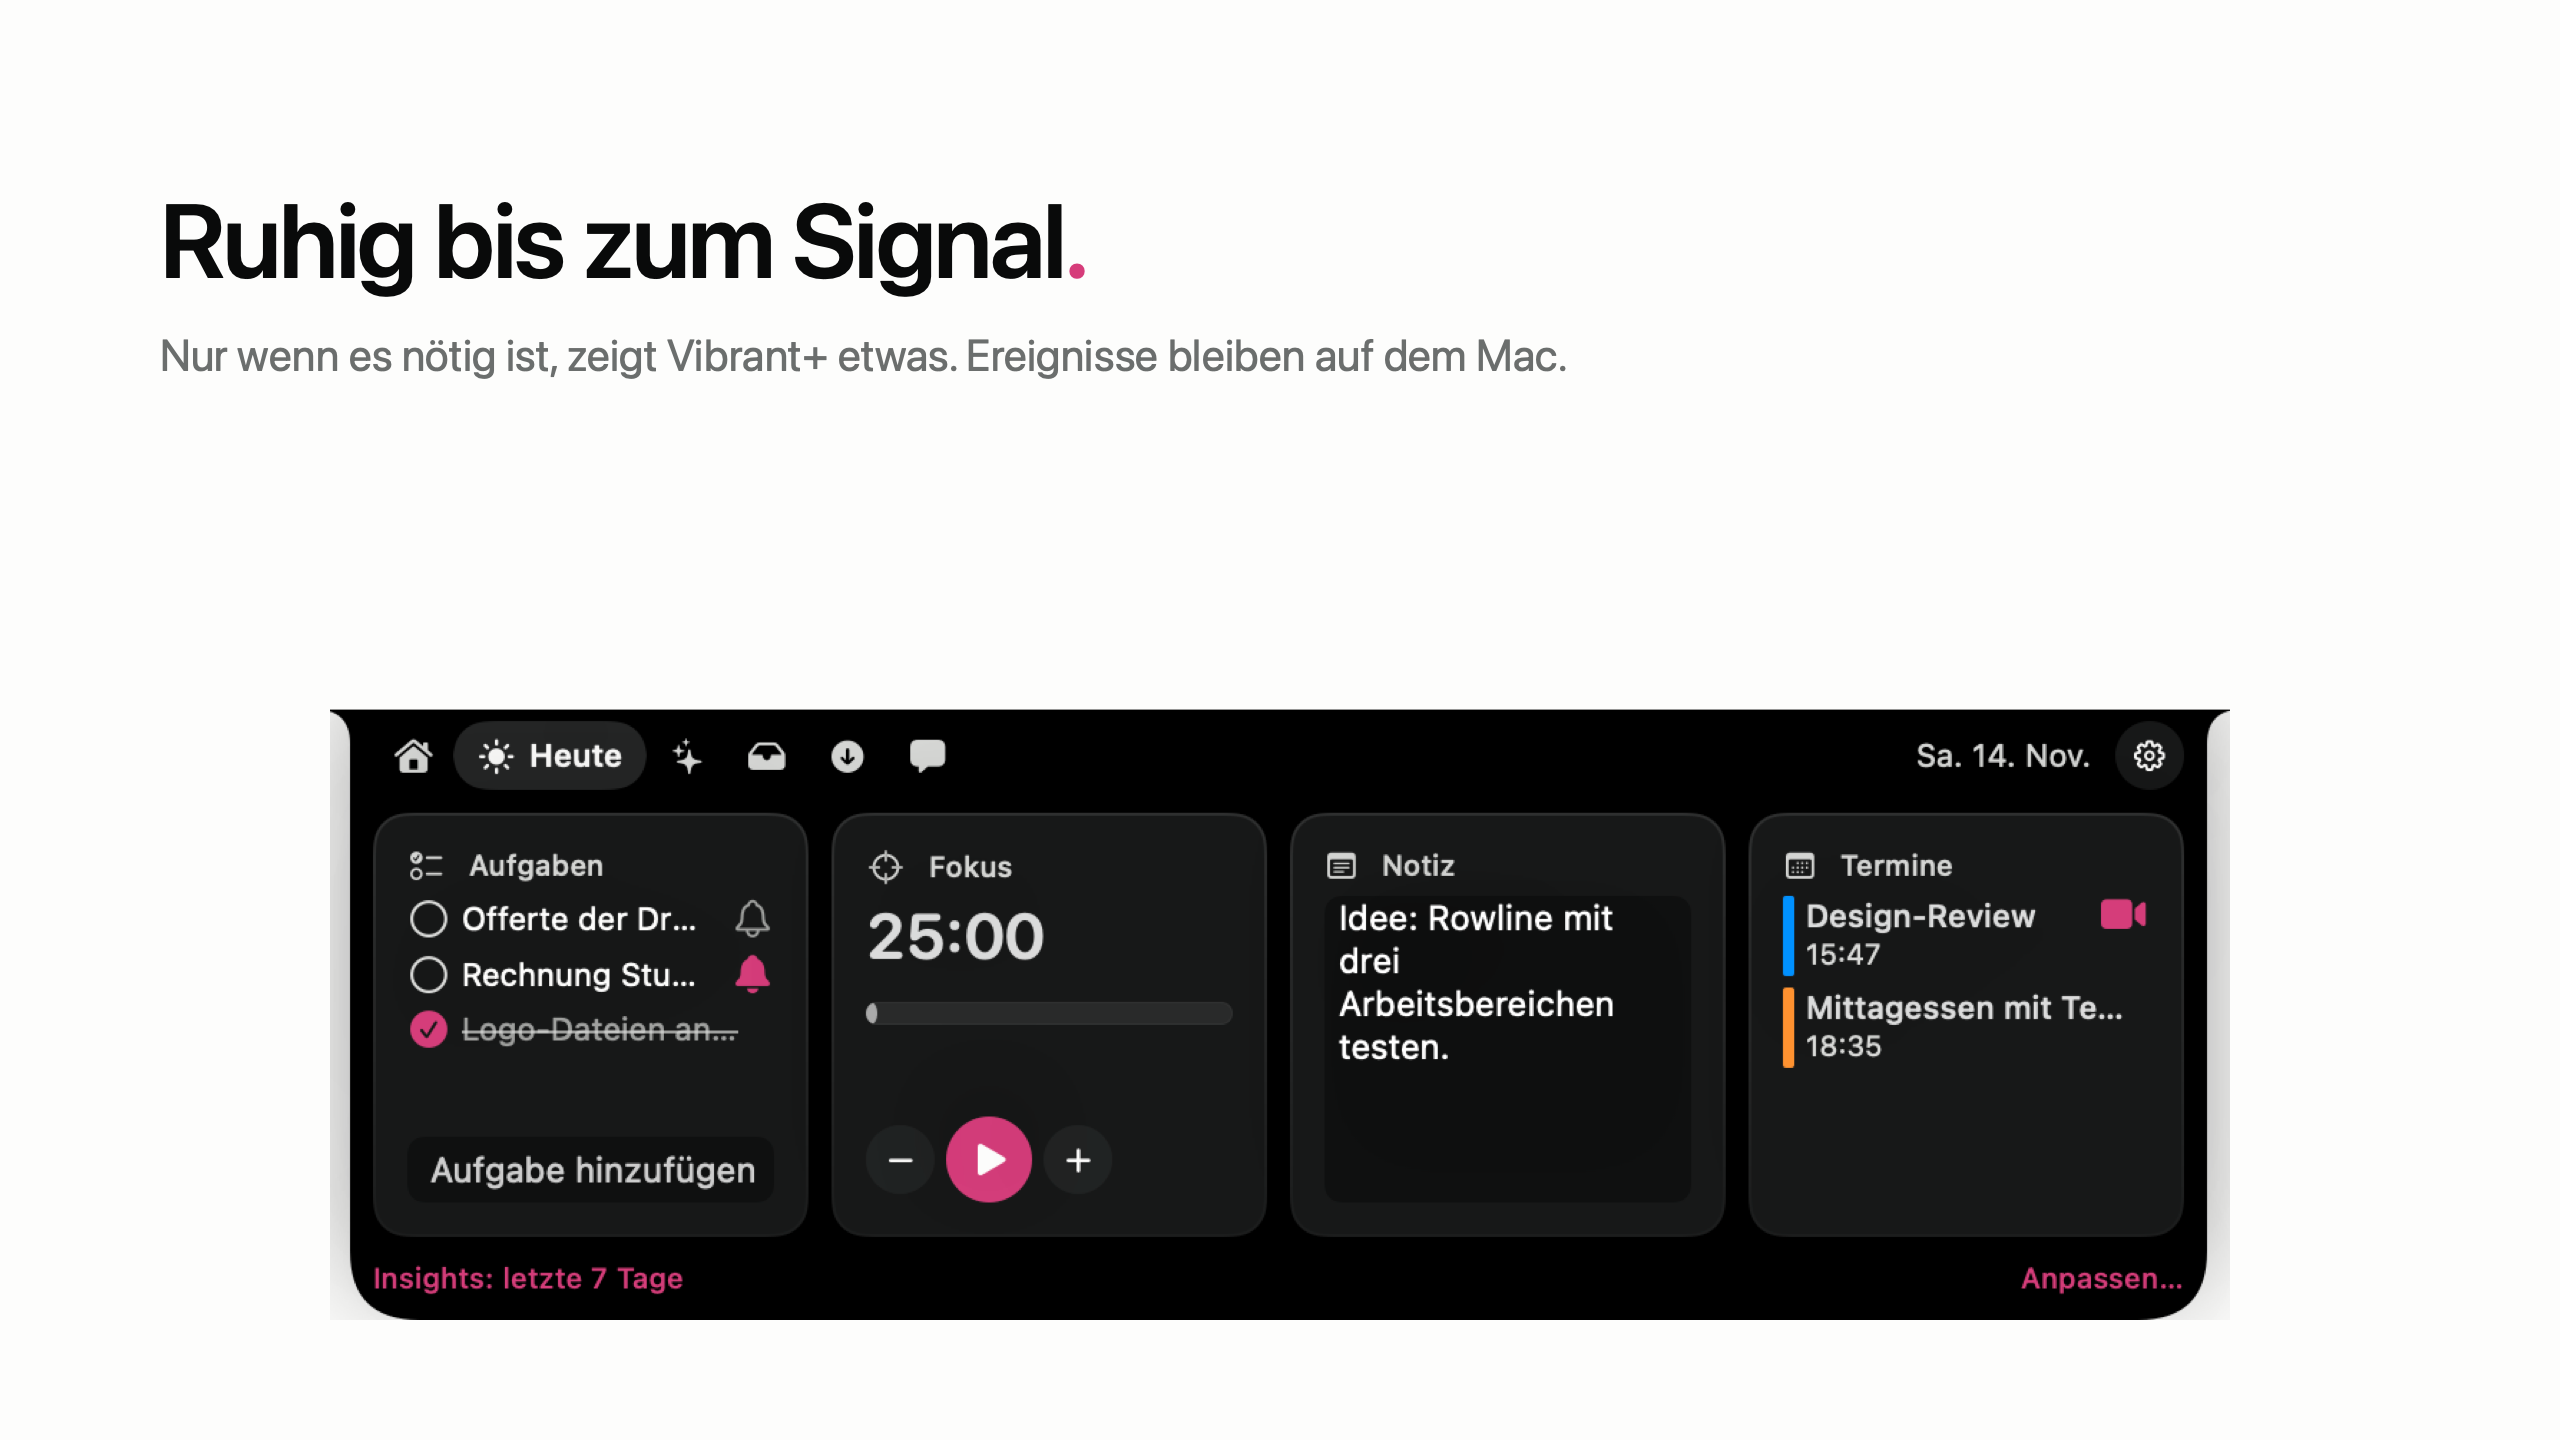 Ruhig bis zum Signal.
Nur wenn es nötig ist, zeigt Vibrant+ etwas. Ereignisse bleiben auf dem Mac.
Heute
Sa. 14. Nov.
Aufgaben
Offerte der Dr...
Rechnung Stu...
Logo-Dateien an...
Aufgabe hinzufügen
Fokus
25:00
Notiz
Idee: Rowline mit
drei
Arbeitsbereichen
testen.
Termine
Design-Review
15:47
Mittagessen mit Te...
18:35
Insights: letzte 7 Tage
Anpassen...